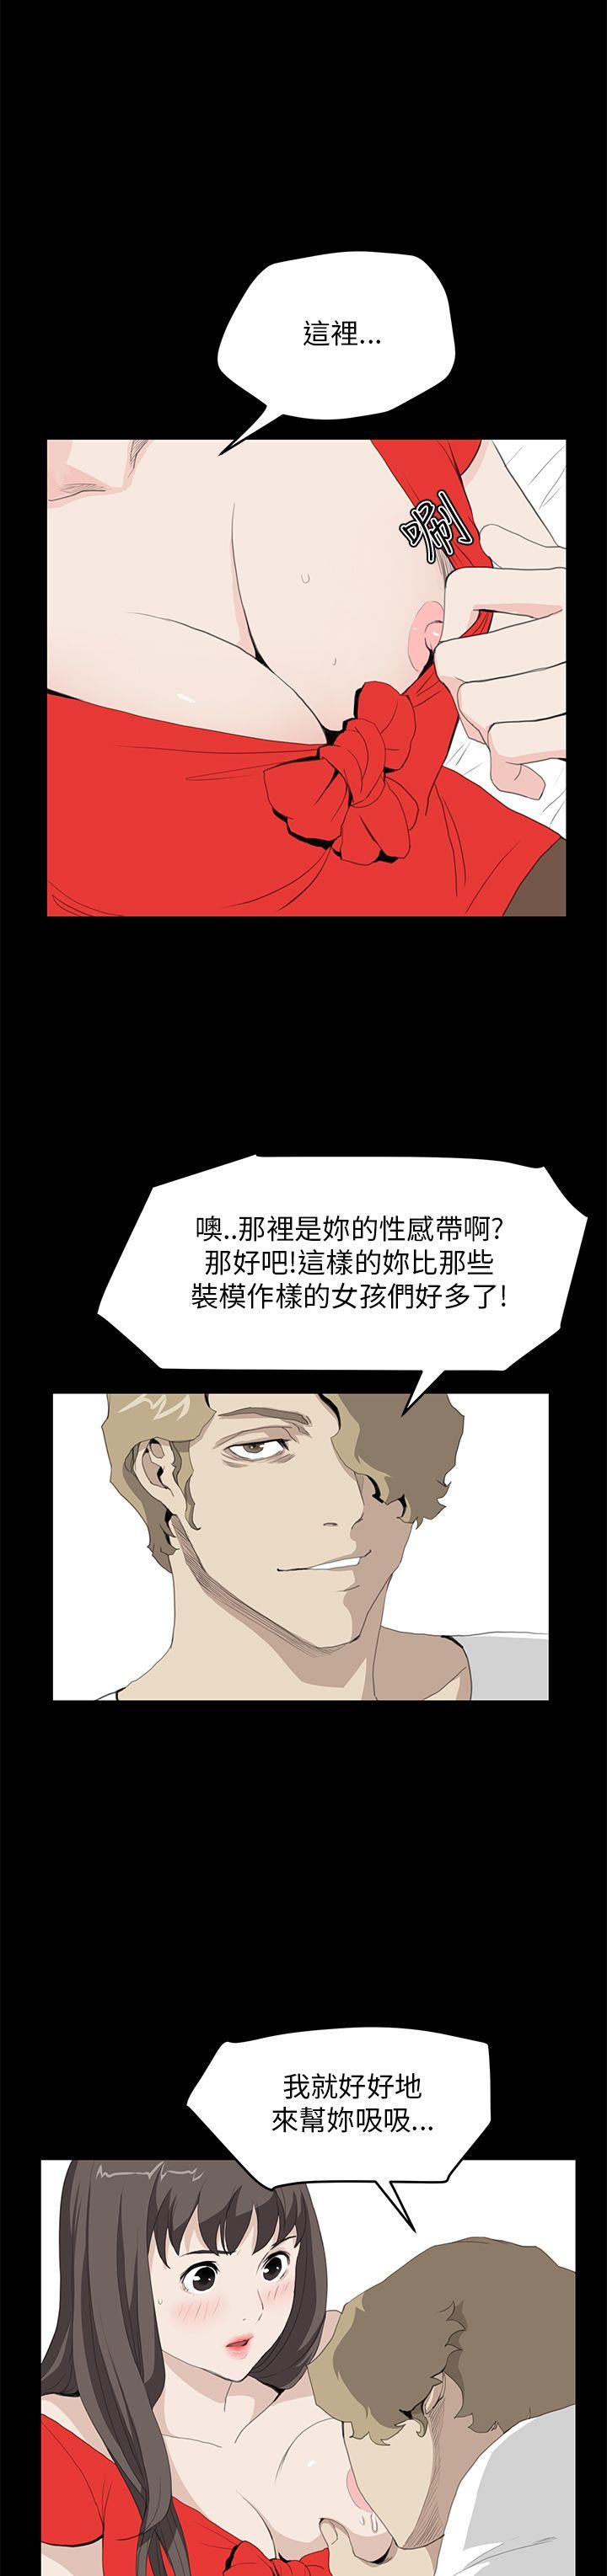 這裡...
唰
噢..那裡是妳的性感帶啊?
那好吧!這樣的妳比那些
裝模作樣的女孩們好多了!
我就好好地
來幫妳吸吸...